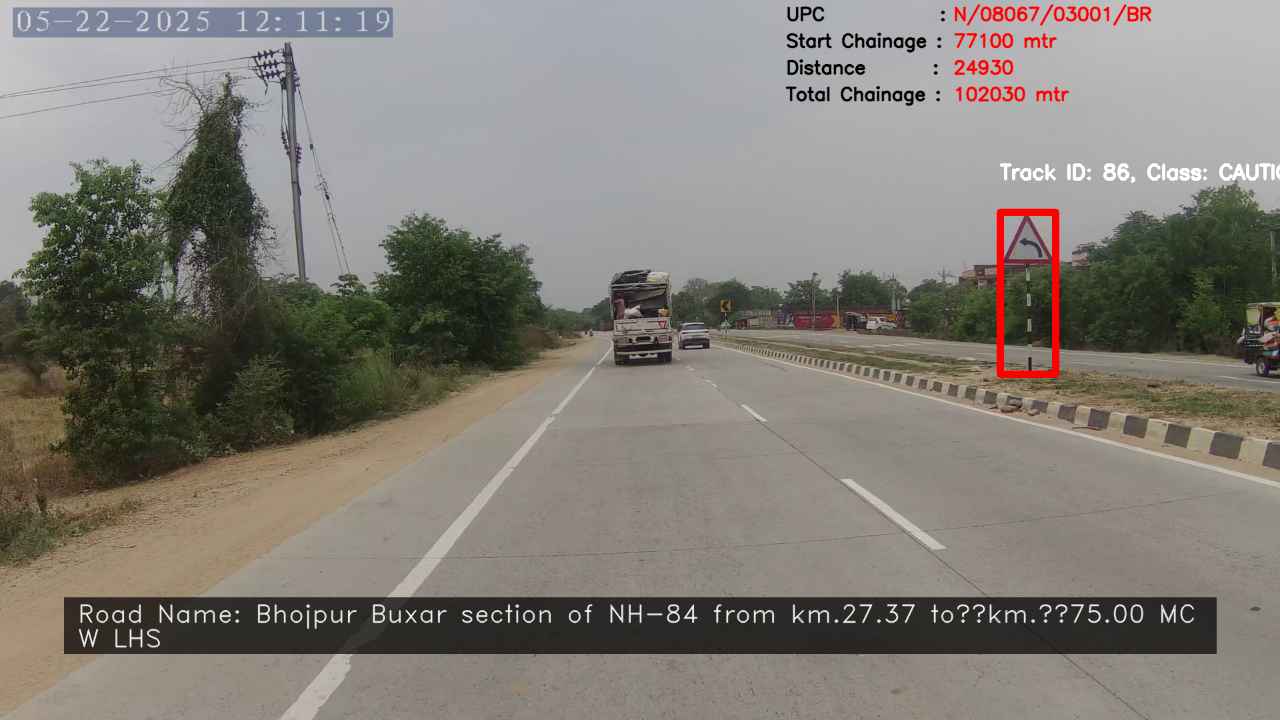 05-22-2025 12:11:19
UPC : N/08067/03001/BR
Start Chainage : 77100 mtr
Distance : 24930
Total Chainage : 102030 mtr
Track ID: 86, Class: CAUTIO
Road Name: Bhojpur Buxar section of NH-84 from km.27.37 to??km.??75.00 MC
W LHS